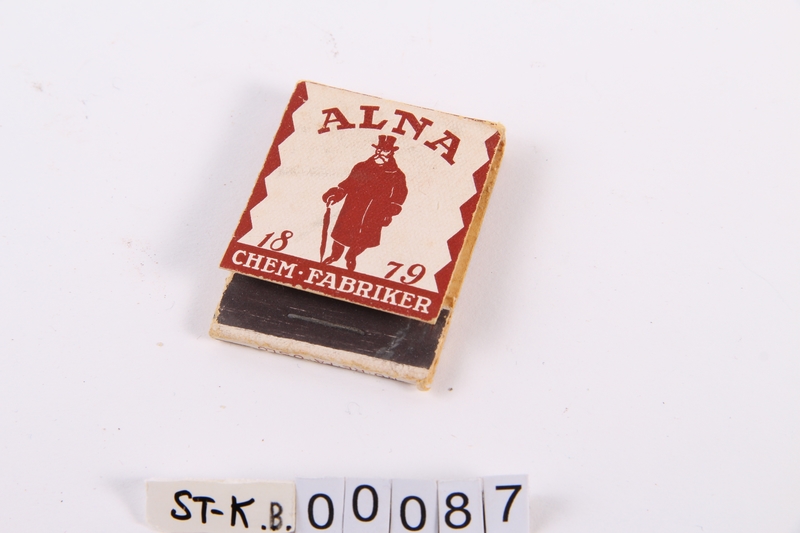 ALNA
18 79
CHEM·FABRIKER
ST-K.B. 00087